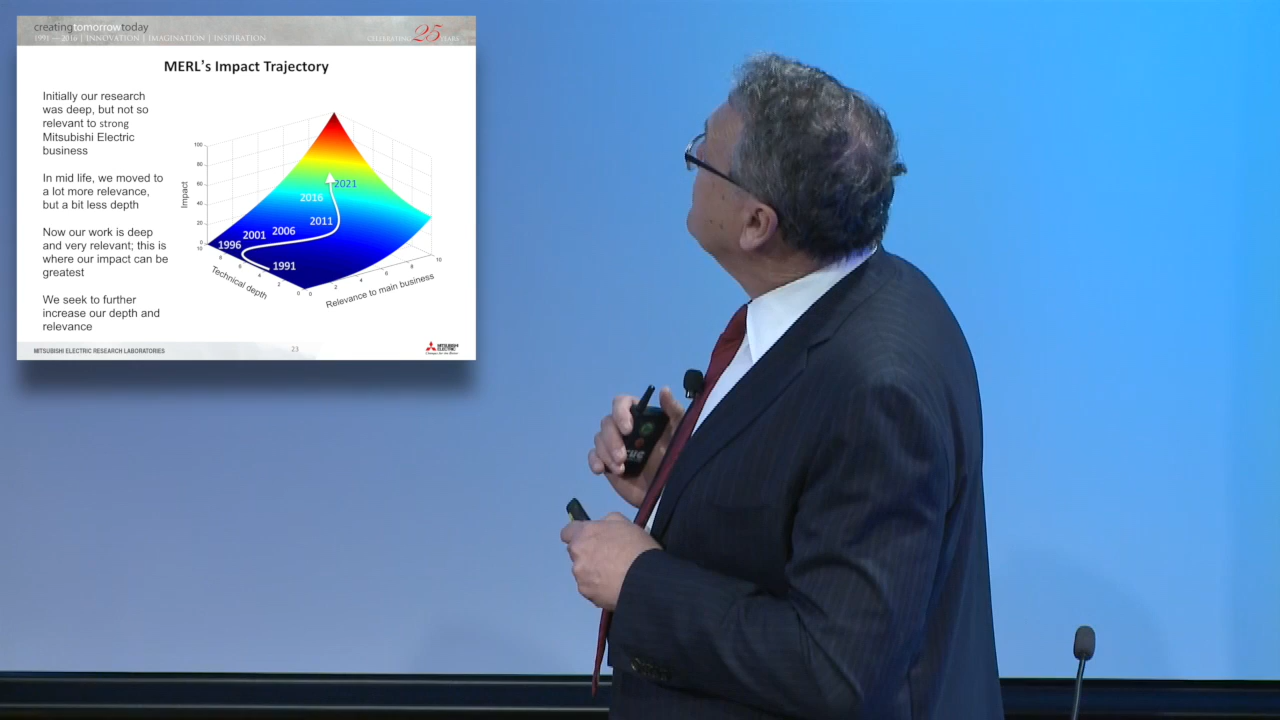 creatingtomorrowtoday
1991 — 2016 | INNOVATION | IMAGINATION | INSPIRATION
CELEBRATING 25 YEARS
MERL's Impact Trajectory
Initially our research
was deep, but not so
relevant to strong
Mitsubishi Electric
business
In mid life, we moved to
a lot more relevance,
but a bit less depth
Now our work is deep
and very relevant; this is
where our impact can be
greatest
We seek to further
increase our depth and
relevance
100
80
60
40
20
0
Impact
10
8
6
4
2
0
Technical depth
0
2
4
6
8
10
Relevance to main business
2021
2016
2011
2006
2001
1996
1991
MITSUBISHI ELECTRIC RESEARCH LABORATORIES
23
MITSUBISHI
ELECTRIC
Changes for the Better